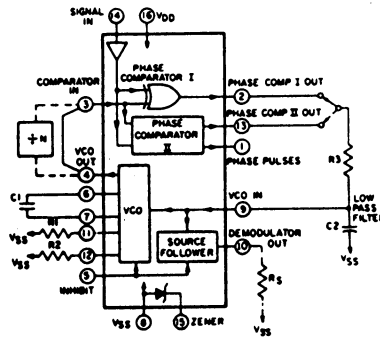 SIGNAL IN
14
16 VDD
PHASE COMPARATOR I
COMPARATOR IN
3
2
PHASE COMP I OUT
13
PHASE COMP II OUT
PHASE COMPARATOR II
1
PHASE PULSES
÷N
VCO OUT
4
R3
6
C1
VCO
VCO IN
9
LOW PASS FILTER
7
R1
VSS
11
C2
DEMODULATOR OUT
10
R2
VSS
12
SOURCE FOLLOWER
VSS
5
INHIBIT
RS
VSS
8
15
ZENER
VSS